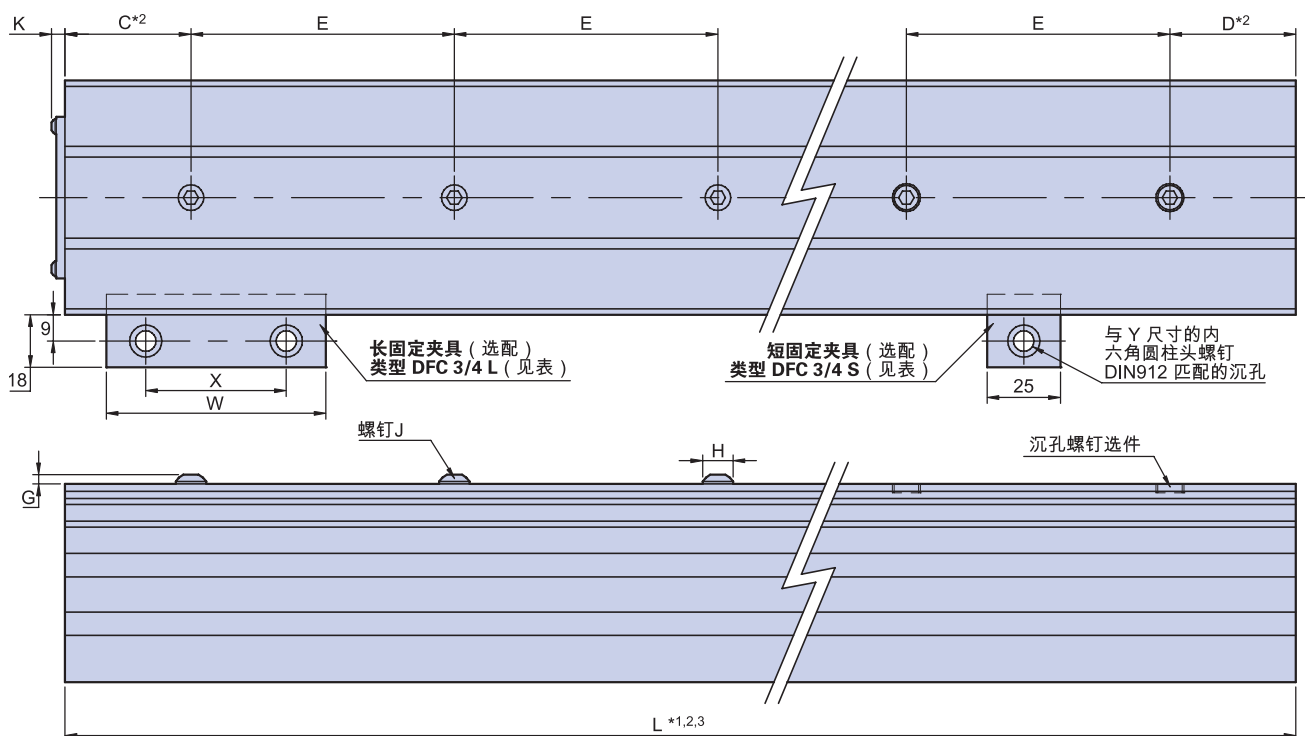 K
C*2
E
E
E
D*2
9
18
X
W
长固定夹具（选配）
类型 DFC 3/4 L（见表）
短固定夹具（选配）
类型 DFC 3/4 S（见表）
25
与 Y 尺寸的内
六角圆柱头螺钉
DIN912 匹配的沉孔
螺钉J
H
沉孔螺钉选件
G
L *1,2,3